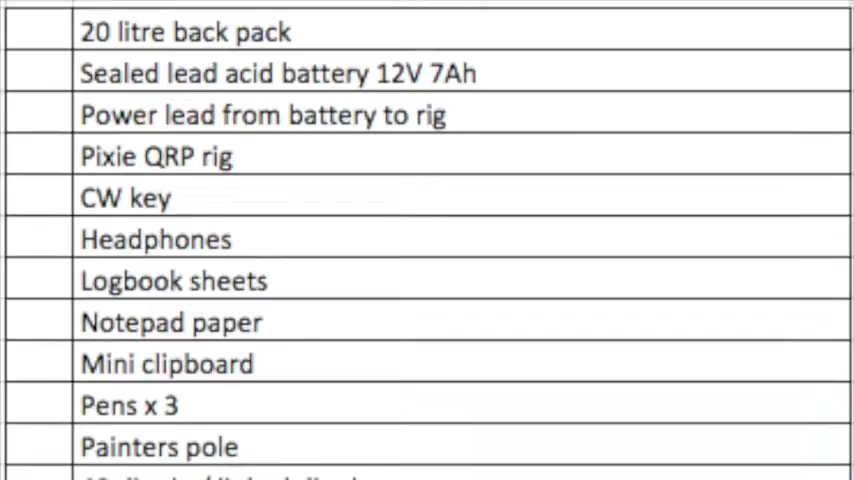 20 litre back pack
Sealed lead acid battery 12V 7Ah
Power lead from battery to rig
Pixie QRP rig
CW key
Headphones
Logbook sheets
Notepad paper
Mini clipboard
Pens x 3
Painters pole